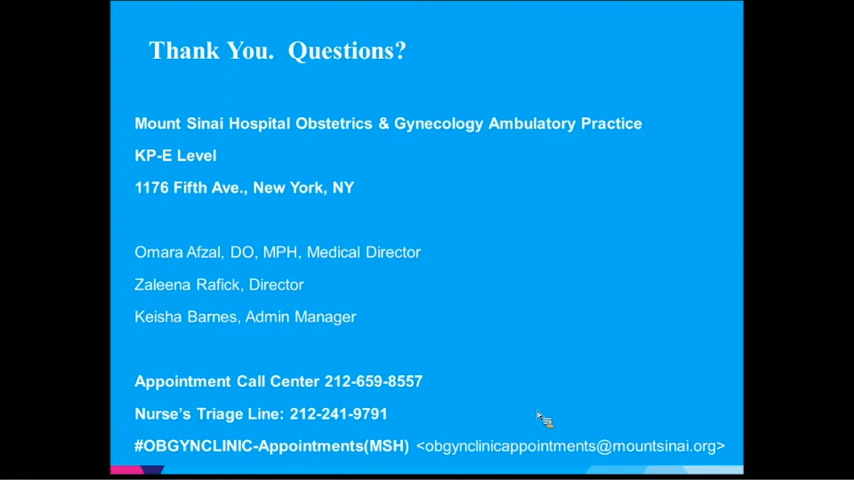 Thank You. Questions?
Mount Sinai Hospital Obstetrics & Gynecology Ambulatory Practice
KP-E Level
1176 Fifth Ave., New York, NY
Omara Afzal, DO, MPH, Medical Director
Zaleena Rafick, Director
Keisha Barnes, Admin Manager
Appointment Call Center 212-659-8557
Nurse's Triage Line: 212-241-9791
#OBGYNCLINIC-Appointments(MSH) <obgynclinicappointments@mountsinai.org>